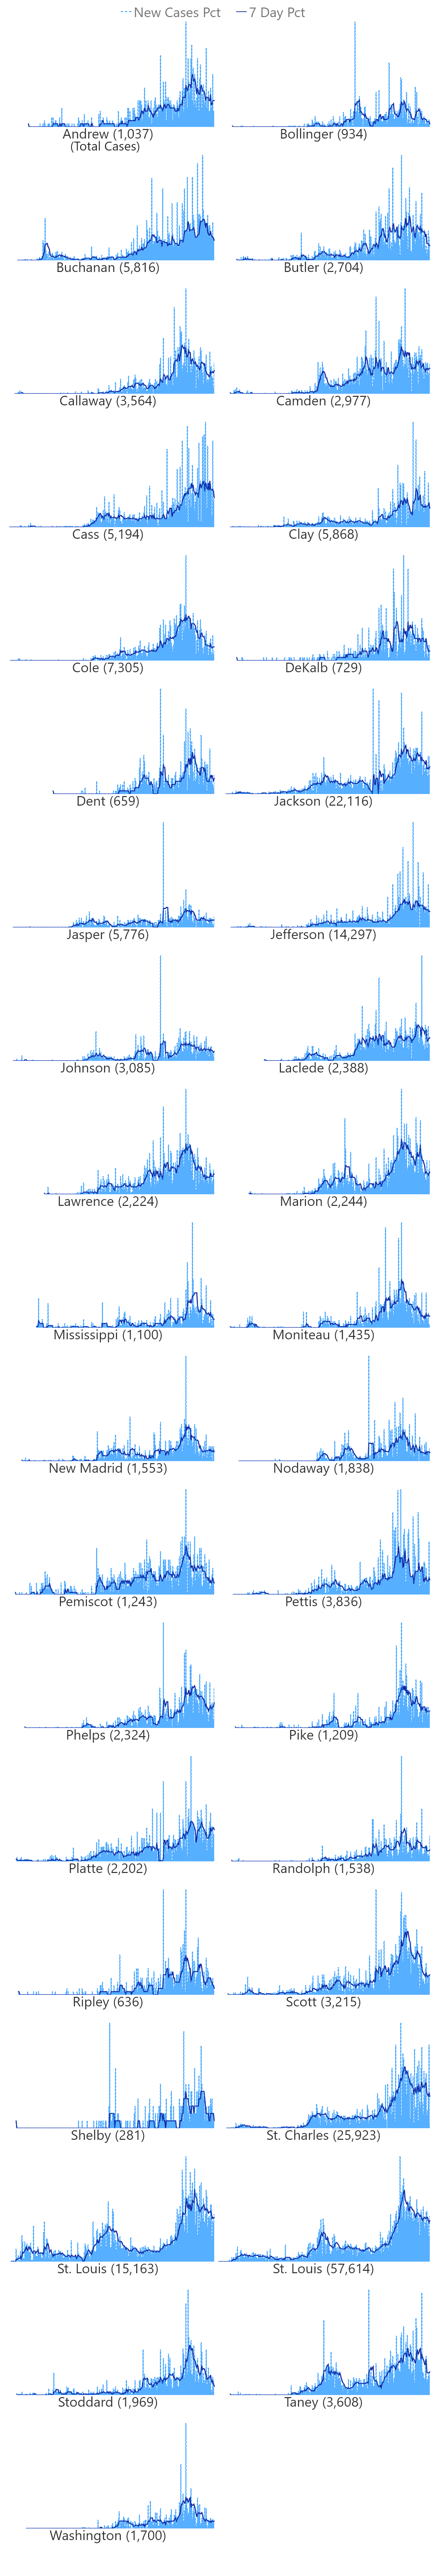 New Cases Pct 7 Day Pct
Andrew (1,037) Bollinger (934)
(Total Cases)
Buchanan (5,816) Butler (2,704)
Callaway (3,564) Camden (2,977)
Cass (5,194) Clay (5,868)
Cole (7,305) DeKalb (729)
Dent (659) Jackson (22,116)
Jasper (5,776) Jefferson (14,297)
Johnson (3,085) Laclede (2,388)
Lawrence (2,224) Marion (2,244)
Mississippi (1,100) Moniteau (1,435)
New Madrid (1,553) Nodaway (1,838)
Pemiscot (1,243) Pettis (3,836)
Phelps (2,324) Pike (1,209)
Platte (2,202) Randolph (1,538)
Ripley (636) Scott (3,215)
Shelby (281) St. Charles (25,923)
St. Louis (15,163) St. Louis (57,614)
Stoddard (1,969) Taney (3,608)
Washington (1,700)